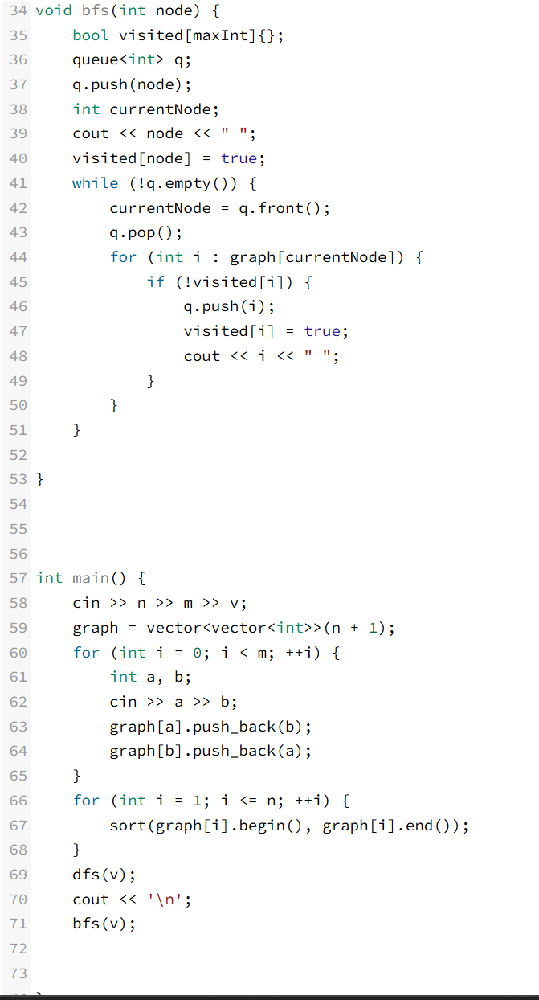 34 void bfs(int node) {
35     bool visited[maxInt]{};
36     queue<int> q;
37     q.push(node);
38     int currentNode;
39     cout << node << " ";
40     visited[node] = true;
41     while (!q.empty()) {
42         currentNode = q.front();
43         q.pop();
44         for (int i : graph[currentNode]) {
45             if (!visited[i]) {
46                 q.push(i);
47                 visited[i] = true;
48                 cout << i << " ";
49             }
50         }
51     }
52
53 }
54
55
56
57 int main() {
58     cin >> n >> m >> v;
59     graph = vector<vector<int>>(n + 1);
60     for (int i = 0; i < m; ++i) {
61         int a, b;
62         cin >> a >> b;
63         graph[a].push_back(b);
64         graph[b].push_back(a);
65     }
66     for (int i = 1; i <= n; ++i) {
67         sort(graph[i].begin(), graph[i].end());
68     }
69     dfs(v);
70     cout << '\n';
71     bfs(v);
72
73